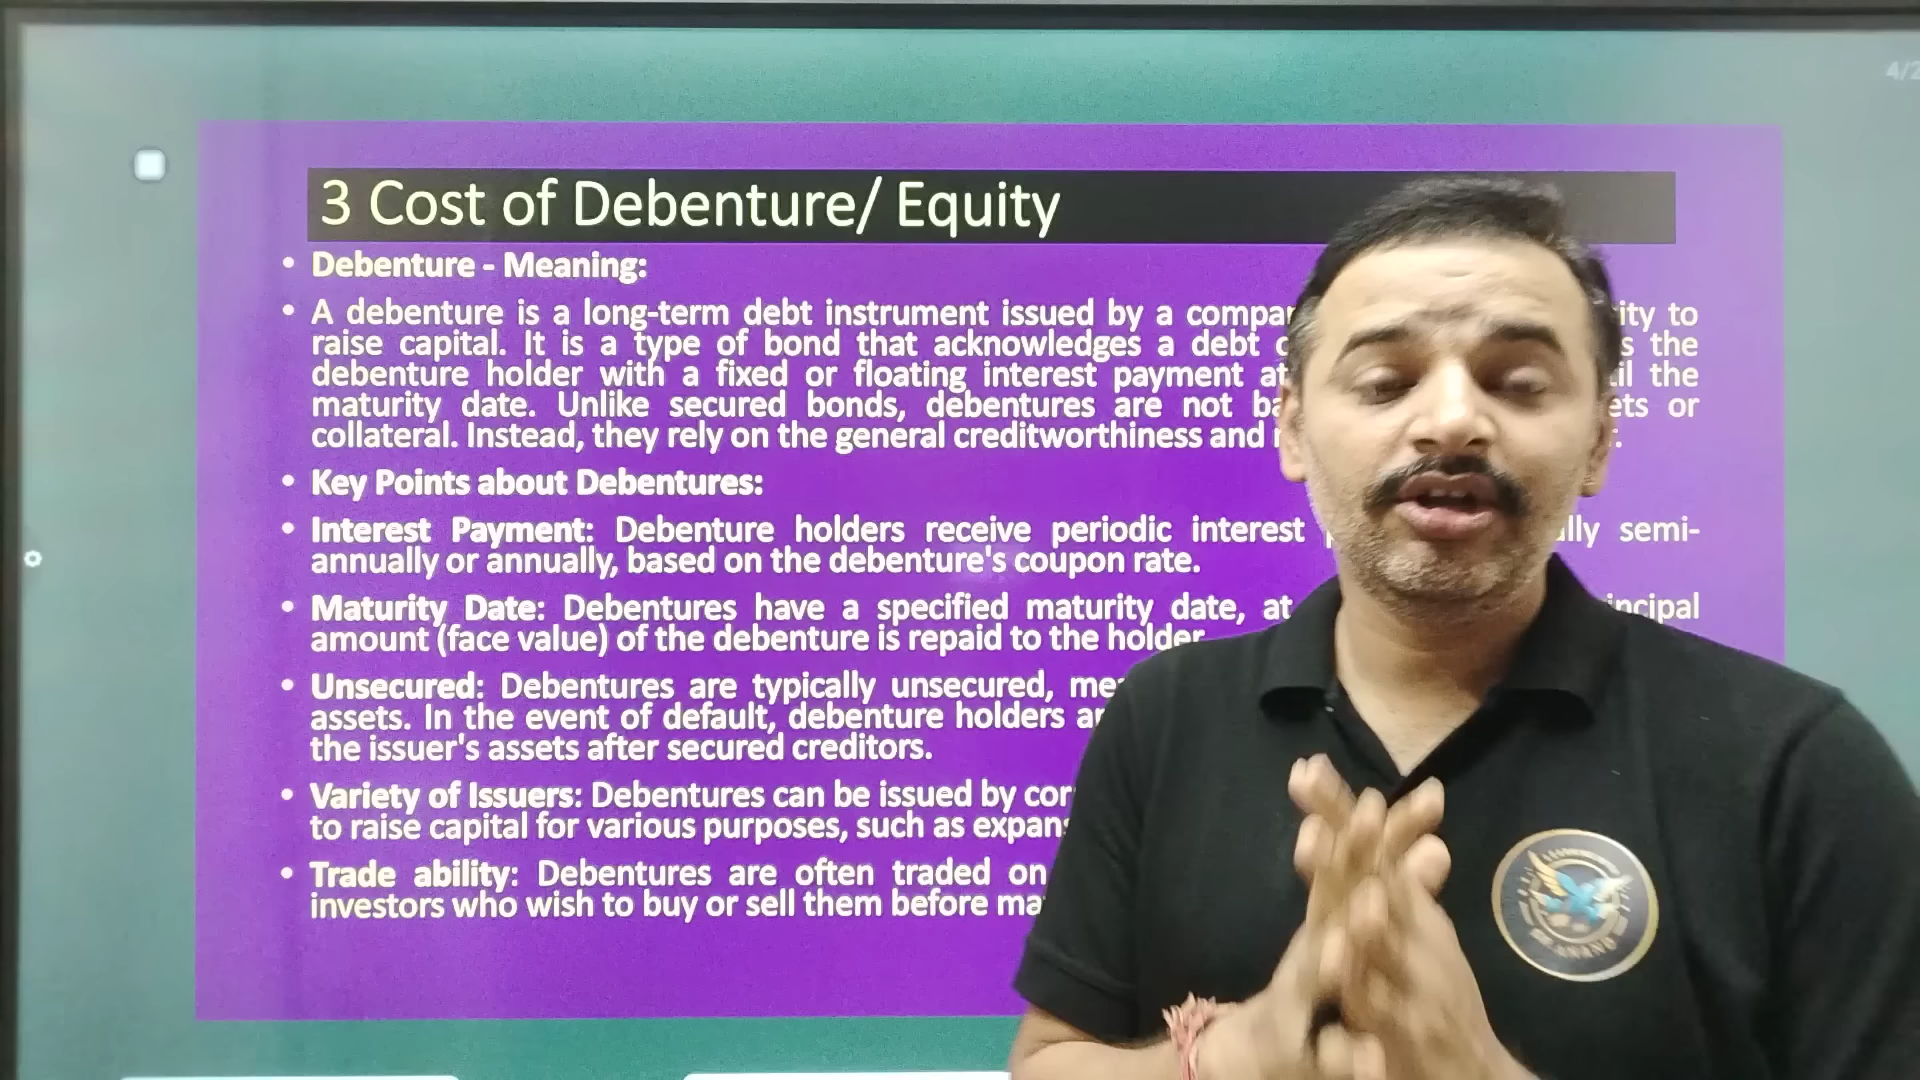 4/2
3 Cost of Debenture/ Equity
• Debenture - Meaning:
• A debenture is a long-term debt instrument issued by a to
raise capital. It is a type of bond that acknowledges a debt the
debenture holder with a fixed or floating interest payment at the
maturity date. Unlike secured bonds, debentures are not or
collateral. Instead, they rely on the general creditworthiness and
• Key Points about Debentures:
• Interest Payment: Debenture holders receive periodic interest semi-
annually or annually, based on the debenture's coupon rate.
• Maturity Date: Debentures have a specified maturity date, at
amount (face value) of the debenture is repaid to the holder
• Unsecured: Debentures are typically unsecured,
assets. In the event of default, debenture holders
the issuer's assets after secured creditors.
• Variety of Issuers: Debentures can be issued by
to raise capital for various purposes, such as
• Trade ability: Debentures are often traded on
investors who wish to buy or sell them before